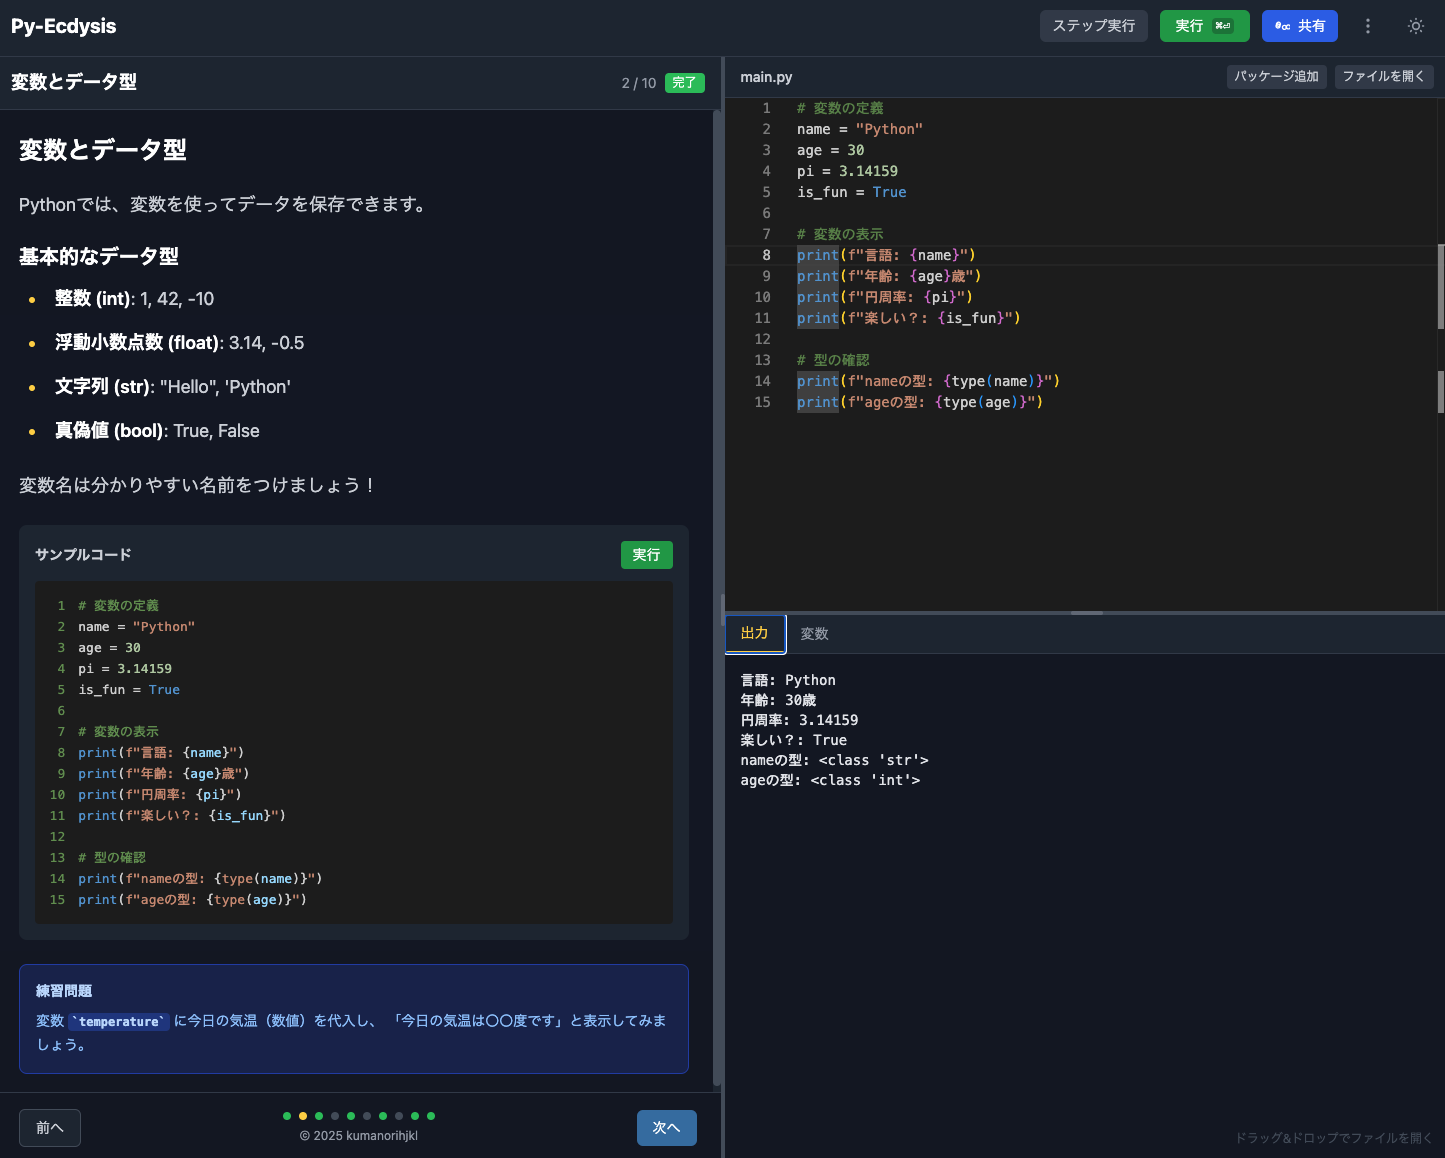 Py-Ecdysis
ステップ実行
実行 ⌘⏎
共有
変数とデータ型
2 / 10 完了
変数とデータ型
Pythonでは、変数を使ってデータを保存できます。
基本的なデータ型
整数 (int): 1, 42, -10
浮動小数点数 (float): 3.14, -0.5
文字列 (str): "Hello", 'Python'
真偽値 (bool): True, False
変数名は分かりやすい名前をつけましょう！
サンプルコード
実行
1 # 変数の定義
2 name = "Python"
3 age = 30
4 pi = 3.14159
5 is_fun = True
6
7 # 変数の表示
8 print(f"言語: {name}")
9 print(f"年齢: {age}歳")
10 print(f"円周率: {pi}")
11 print(f"楽しい？: {is_fun}")
12
13 # 型の確認
14 print(f"nameの型: {type(name)}")
15 print(f"ageの型: {type(age)}")
練習問題
変数 `temperature` に今日の気温（数値）を代入し、 「今日の気温は〇〇度です」と表示してみま
しょう。
前へ
© 2025 kumanorihjkl
次へ
main.py
パッケージ追加
ファイルを開く
1 # 変数の定義
2 name = "Python"
3 age = 30
4 pi = 3.14159
5 is_fun = True
6
7 # 変数の表示
8 print(f"言語: {name}")
9 print(f"年齢: {age}歳")
10 print(f"円周率: {pi}")
11 print(f"楽しい？: {is_fun}")
12
13 # 型の確認
14 print(f"nameの型: {type(name)}")
15 print(f"ageの型: {type(age)}")
出力
変数
言語: Python
年齢: 30歳
円周率: 3.14159
楽しい？: True
nameの型: <class 'str'>
ageの型: <class 'int'>
ドラッグ&ドロップでファイルを開く